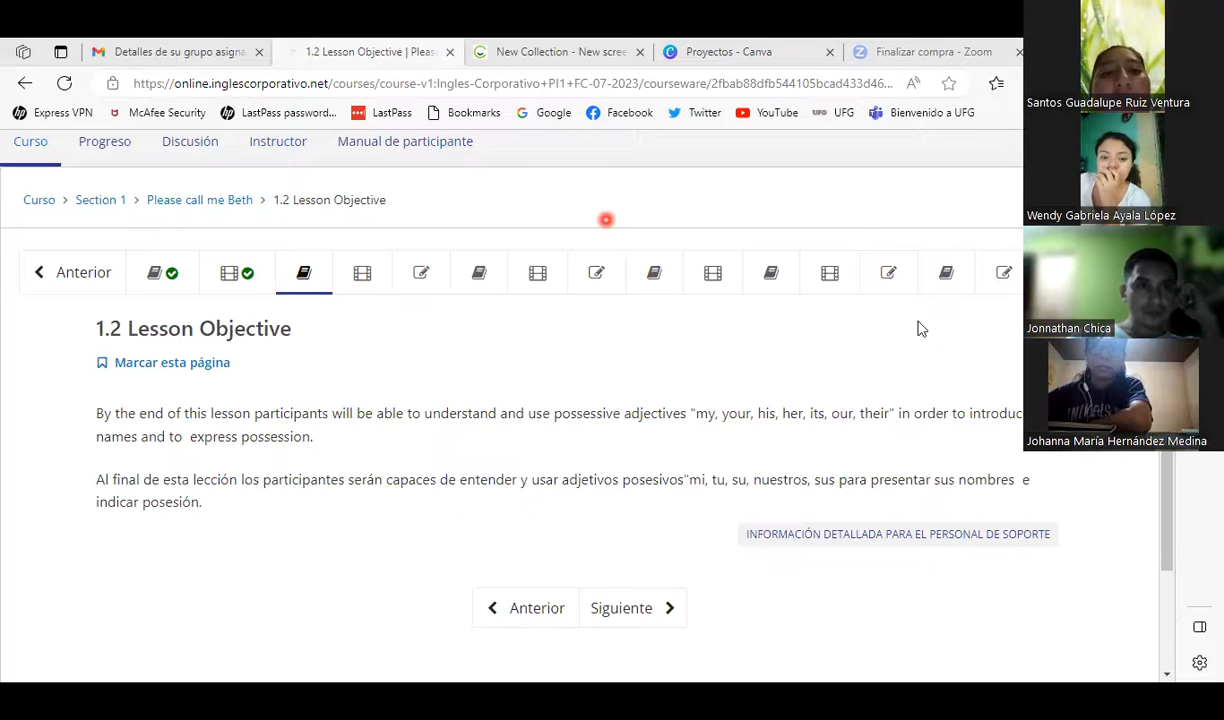 Detalles de su grupo asigna
1.2 Lesson Objective | Pleas
New Collection - New scree
Proyectos - Canva
Finalizar compra - Zoom
https://online.inglescorporativo.net/courses/course-v1:Ingles-Corporativo+PI1+FC-07-2023/courseware/2fbab88dfb544105bcad433d46...
Express VPN
McAfee Security
LastPass password...
LastPass
Bookmarks
Google
Facebook
Twitter
YouTube
UFG
Bienvenido a UFG
Curso
Progreso
Discusión
Instructor
Manual de participante
Curso > Section 1 > Please call me Beth > 1.2 Lesson Objective
Anterior
1.2 Lesson Objective
Marcar esta página
By the end of this lesson participants will be able to understand and use possessive adjectives "my, your, his, her, its, our, their" in order to introduc
names and to express possession.
Al final de esta lección los participantes serán capaces de entender y usar adjetivos posesivos"mi, tu, su, nuestros, sus para presentar sus nombres e
indicar posesión.
INFORMACIÓN DETALLADA PARA EL PERSONAL DE SOPORTE
Anterior
Siguiente
Santos Guadalupe Ruiz Ventura
Wendy Gabriela Ayala López
Jonnathan Chica
Johanna María Hernández Medina